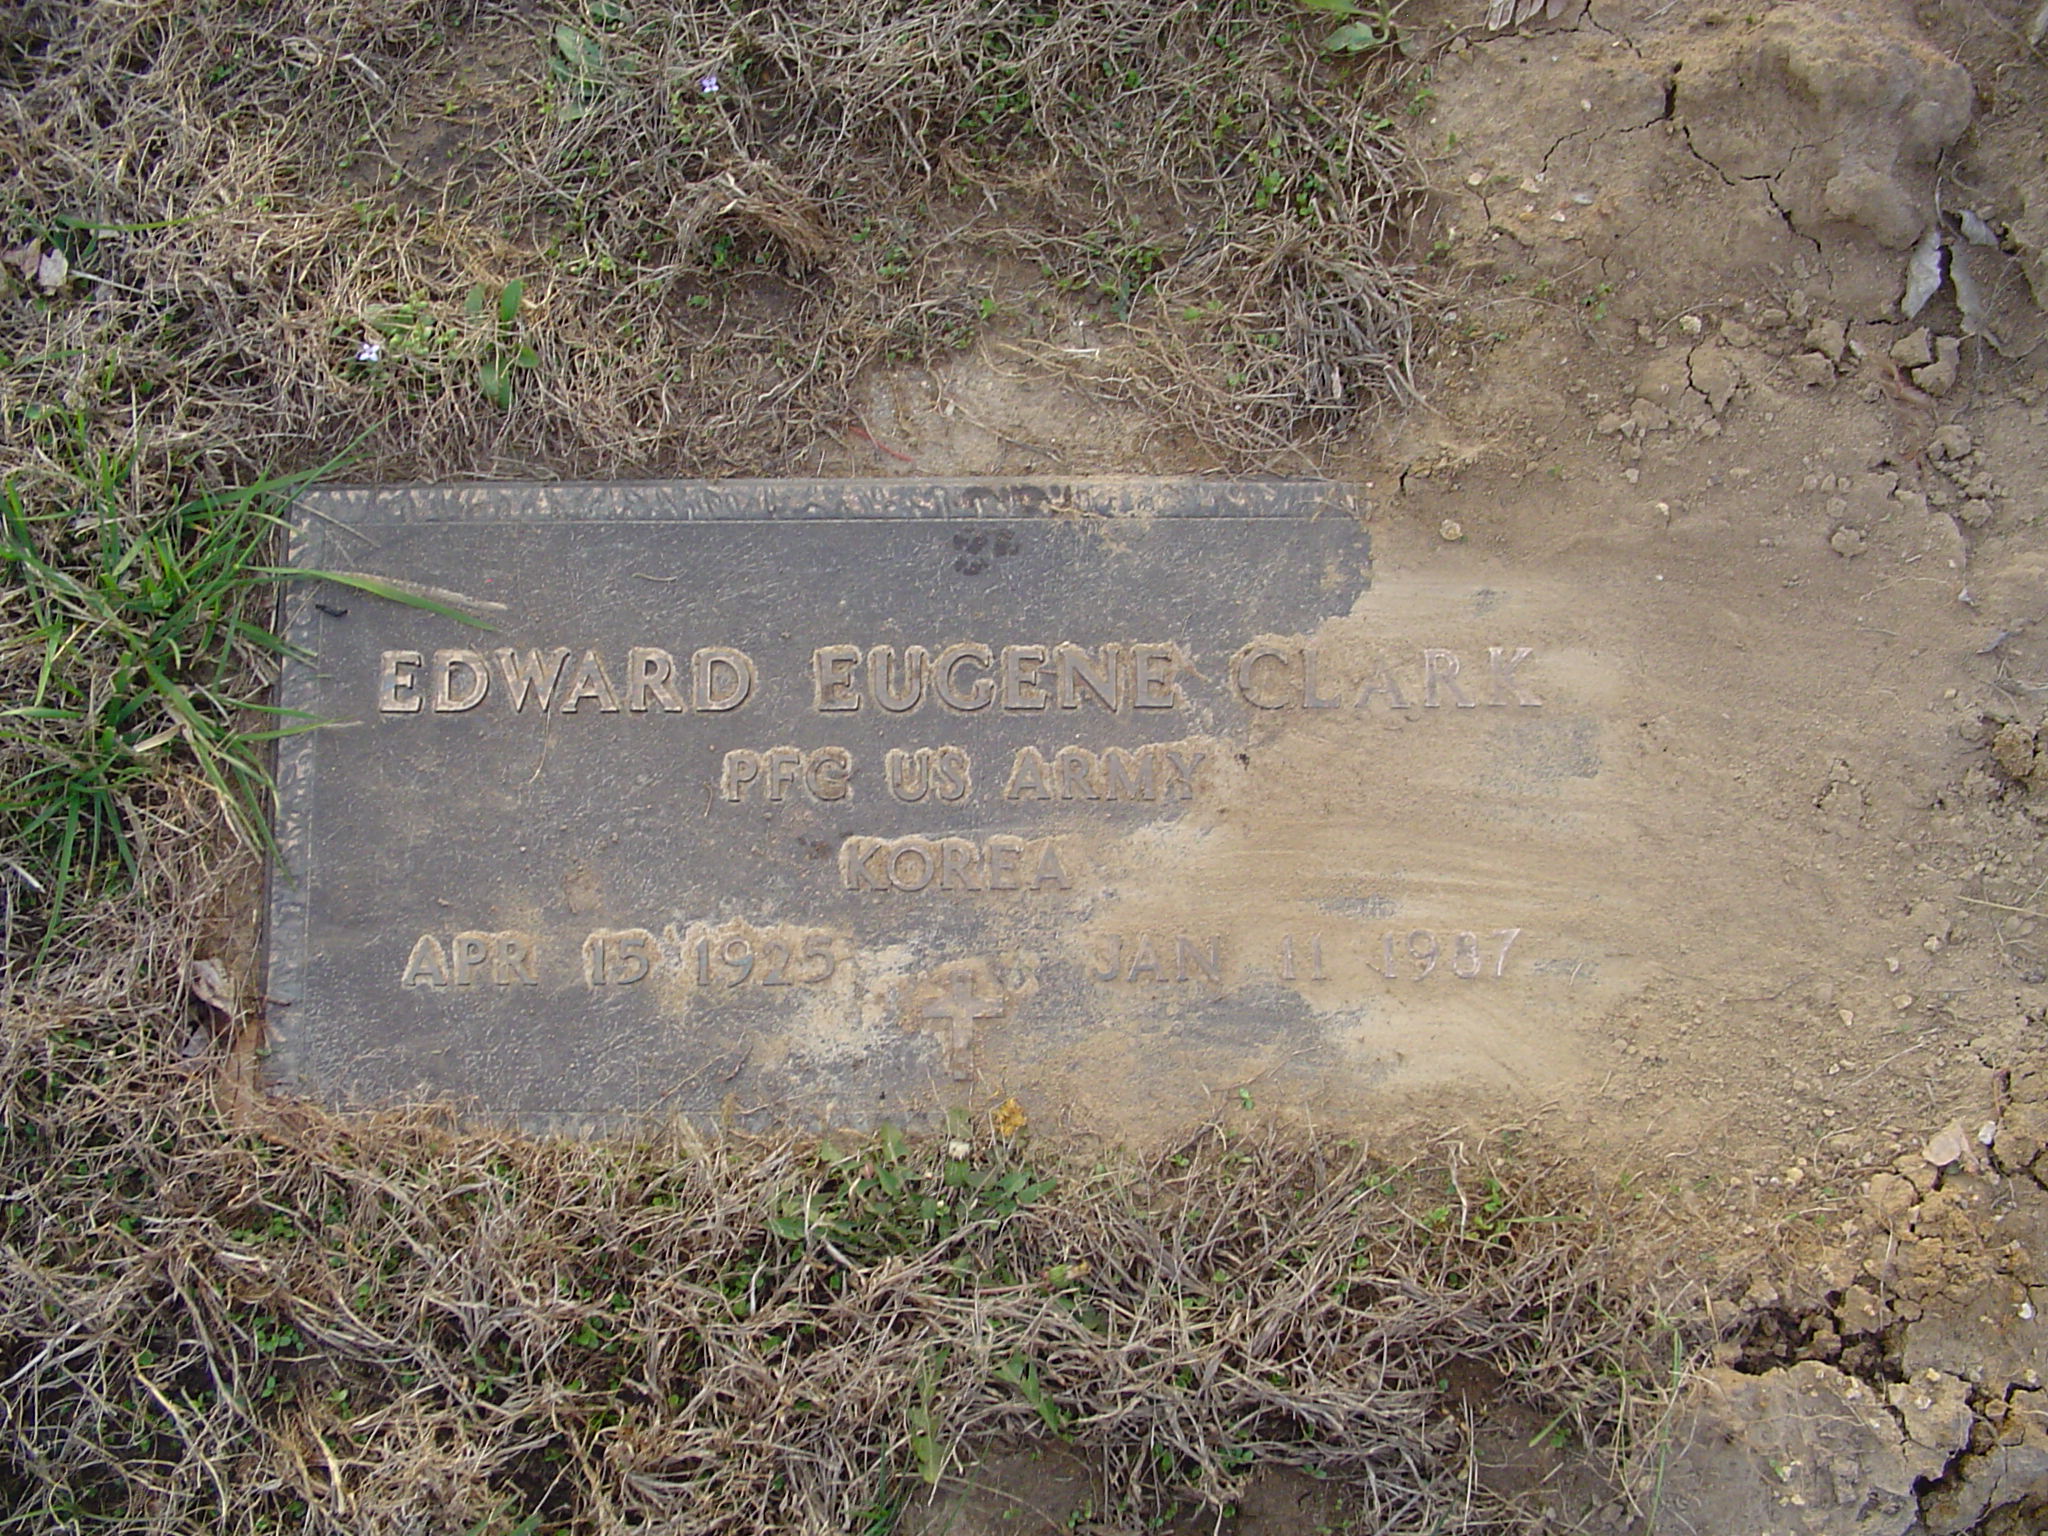 EDWARD EUGENE CLARK
PFC US ARMY
KOREA
APR 15 1925 JAN 11 1987